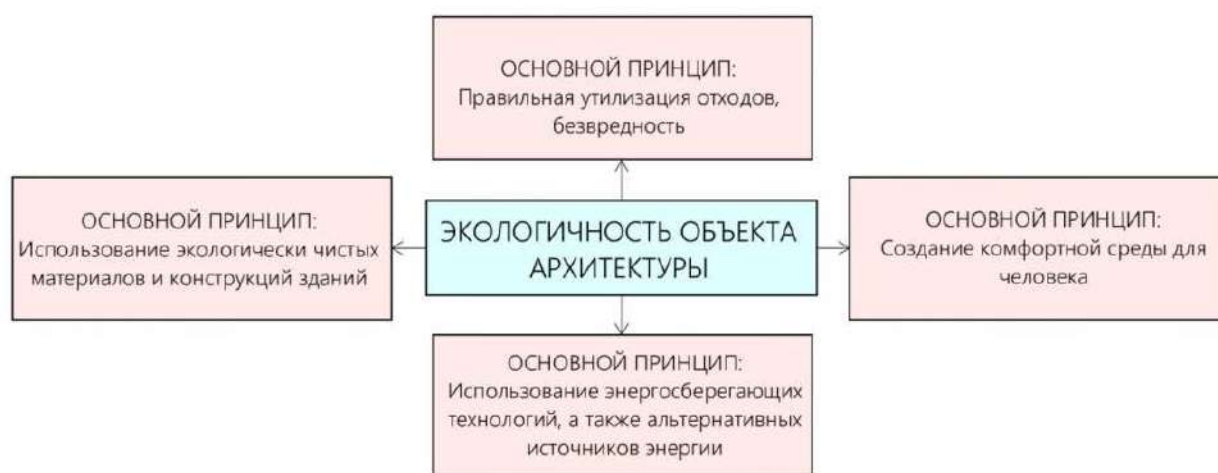 ОСНОВНОЙ ПРИНЦИП:
Правильная утилизация отходов,
безвредность
ОСНОВНОЙ ПРИНЦИП:
Использование экологически чистых
материалов и конструкций зданий
ЭКОЛОГИЧНОСТЬ ОБЪЕКТА
АРХИТЕКТУРЫ
ОСНОВНОЙ ПРИНЦИП:
Создание комфортной среды для
человека
ОСНОВНОЙ ПРИНЦИП:
Использование энергосберегающих
технологий, а также альтернативных
источников энергии